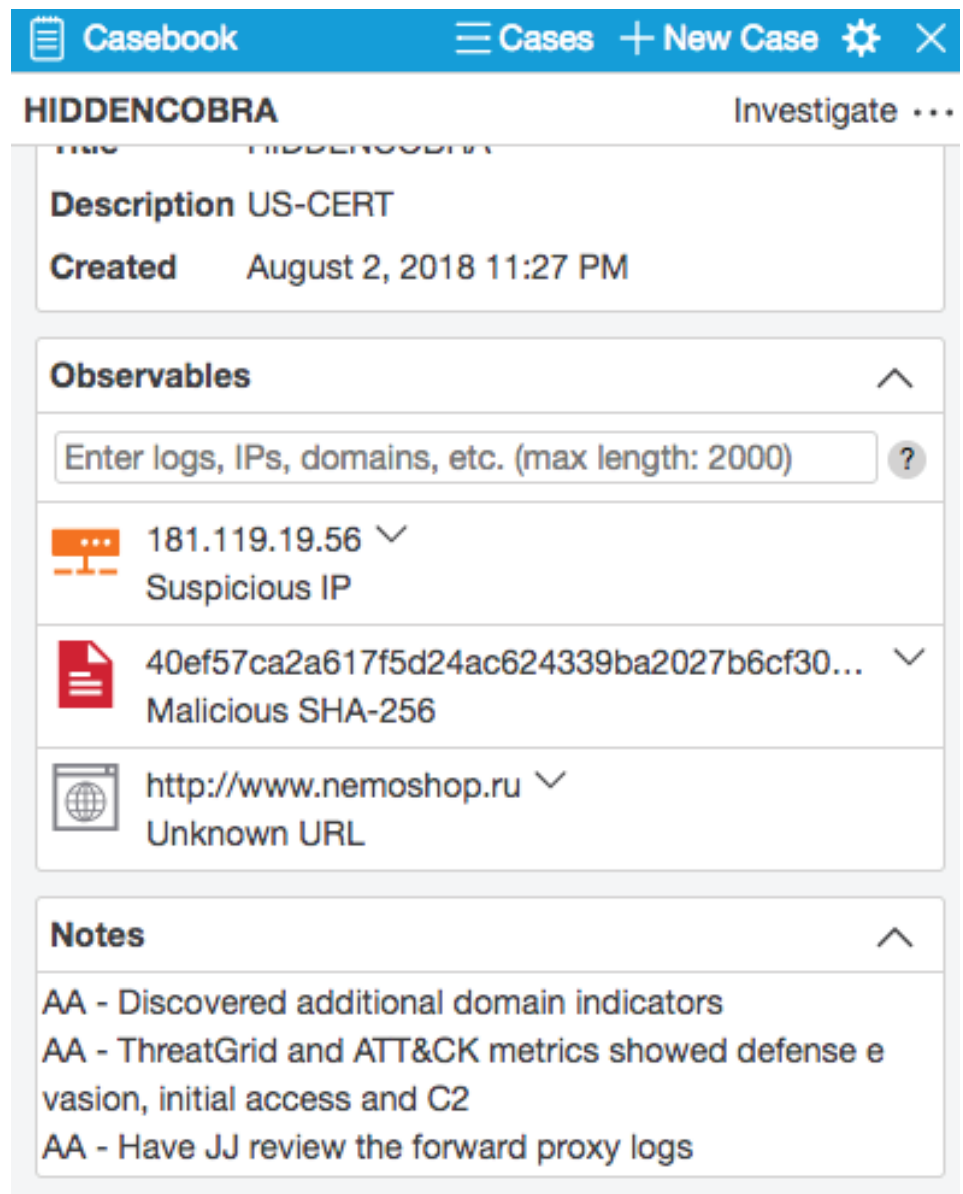 Casebook Cases + New Case
HIDDENCOBRA Investigate ...
Title HIDDENCOBRA
Description US-CERT
Created August 2, 2018 11:27 PM
Observables
Enter logs, IPs, domains, etc. (max length: 2000) ?
181.119.19.56
Suspicious IP
40ef57ca2a617f5d24ac624339ba2027b6cf30...
Malicious SHA-256
http://www.nemoshop.ru
Unknown URL
Notes
AA - Discovered additional domain indicators
AA - ThreatGrid and ATT&CK metrics showed defense e
vasion, initial access and C2
AA - Have JJ review the forward proxy logs